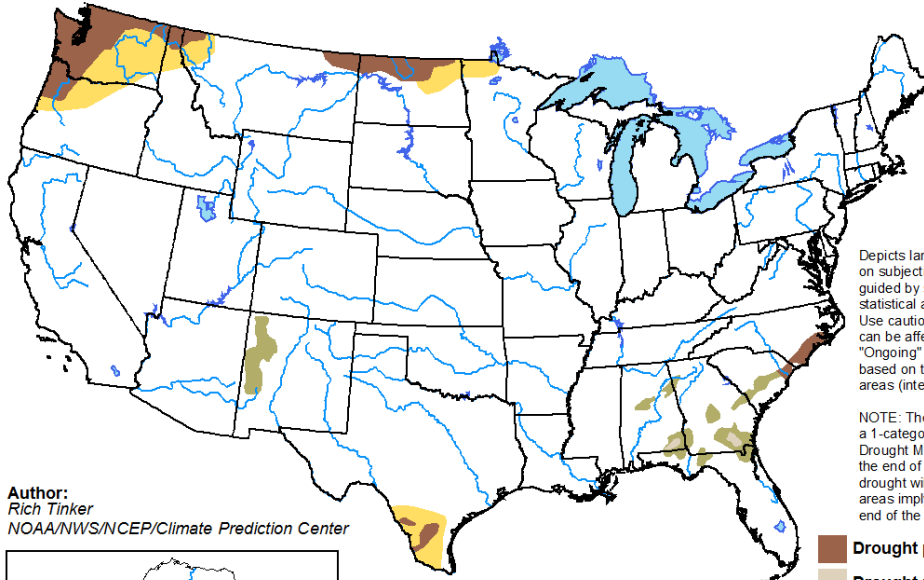 Depicts lar
on subjecti
guided by s
statistical a
Use cautio
can be affe
"Ongoing"
based on t
areas (inte
NOTE: The
a 1-catego
Drought M
the end of
drought wi
areas impl
end of the
Author:
Rich Tinker
NOAA/NWS/NCEP/Climate Prediction Center
Drought p